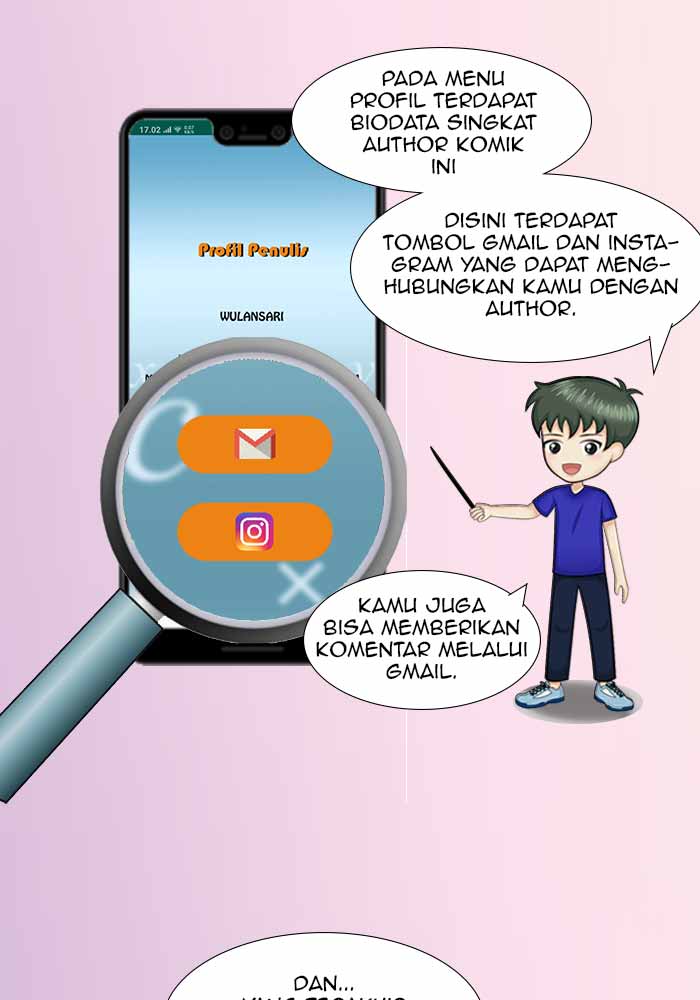 PADA MENU
PROFIL TERDAPAT
BIODATA SINGKAT
AUTHOR KOMIK
INI
DISINI TERDAPAT
TOMBOL GMAIL DAN INSTA-
GRAM YANG DAPAT MENG-
HUBUNGKAN KAMU DENGAN
AUTHOR.
17.02
Profil Penulis
WULANSARI
KAMU JUGA
BISA MEMBERIKAN
KOMENTAR MELALUI
GMAIL.
DAN...